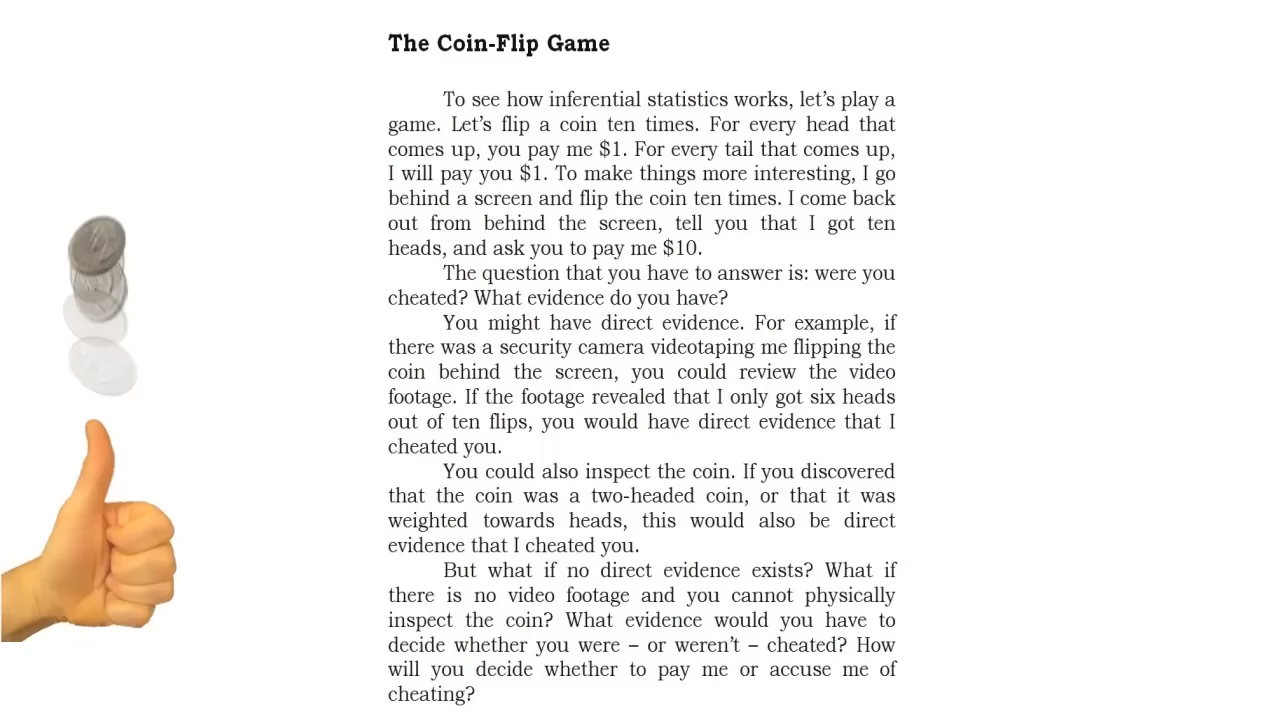 The Coin-Flip Game
To see how inferential statistics works, let's play a
game. Let's flip a coin ten times. For every head that
comes up, you pay me $1. For every tail that comes up,
I will pay you $1. To make things more interesting, I go
behind a screen and flip the coin ten times. I come back
out from behind the screen, tell you that I got ten
heads, and ask you to pay me $10.
The question that you have to answer is: were you
cheated? What evidence do you have?
You might have direct evidence. For example, if
there was a security camera videotaping me flipping the
coin behind the screen, you could review the video
footage. If the footage revealed that I only got six heads
out of ten flips, you would have direct evidence that I
cheated you.
You could also inspect the coin. If you discovered
that the coin was a two-headed coin, or that it was
weighted towards heads, this would also be direct
evidence that I cheated you.
But what if no direct evidence exists? What if
there is no video footage and you cannot physically
inspect the coin? What evidence would you have to
decide whether you were – or weren't – cheated? How
will you decide whether to pay me or accuse me of
cheating?